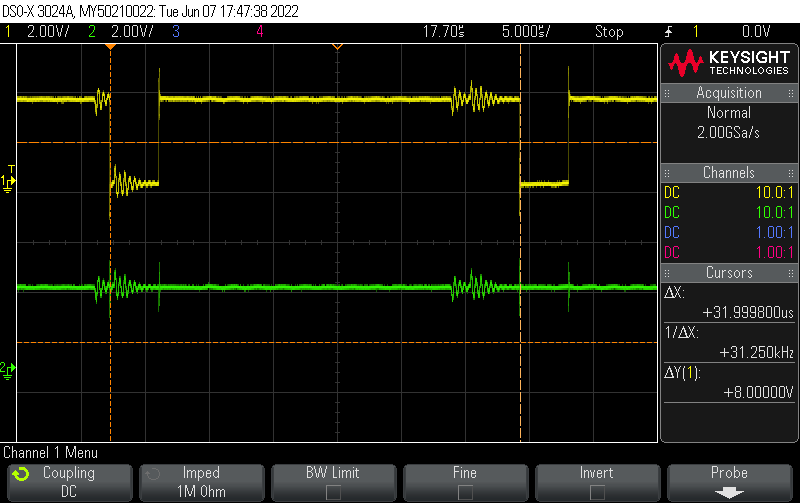 DSO-X 3024A, MY50210022: Tue Jun 07 17:47:38 2022
1 2.00V/ 2 2.00V/ 3 4 17.70s 5.000s/ Stop 1 0.0V
KEYSIGHT
TECHNOLOGIES
Acquisition
Normal
2.00GSa/s
Channels
DC 10.0:1
DC 10.0:1
DC 1.00:1
DC 1.00:1
Cursors
ΔX:
+31.999800us
1/ΔX:
+31.250kHz
ΔY(1):
+8.00000V
T
1
2
Channel 1 Menu
Coupling
DC
Imped
1M Ohm
BW Limit
Fine
Invert
Probe